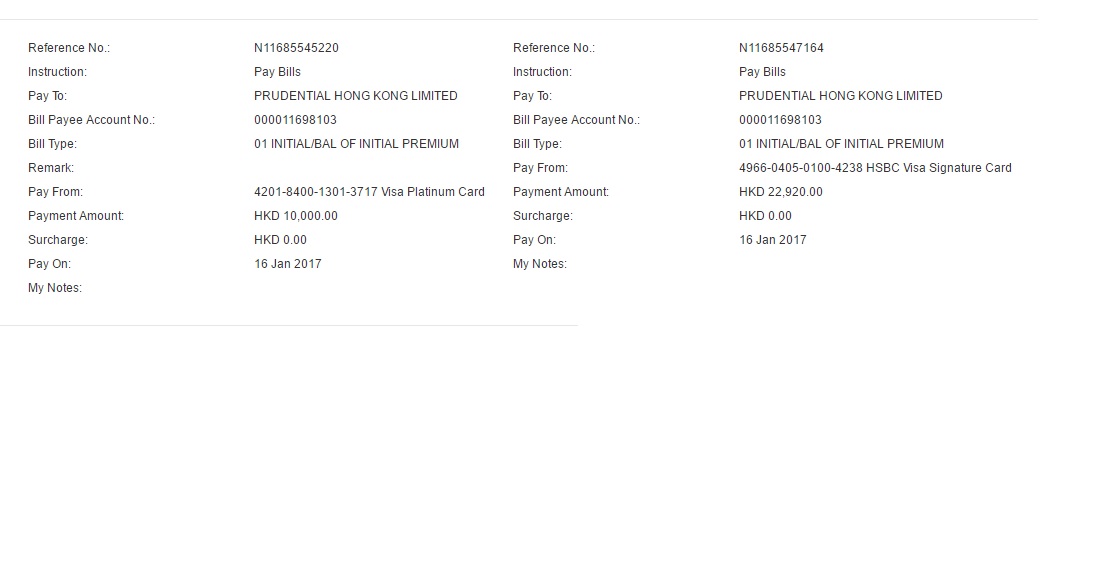 Reference No.: N11685545220
Instruction: Pay Bills
Pay To: PRUDENTIAL HONG KONG LIMITED
Bill Payee Account No.: 000011698103
Bill Type: 01 INITIAL/BAL OF INITIAL PREMIUM
Remark:
Pay From: 4201-8400-1301-3717 Visa Platinum Card
Payment Amount: HKD 10,000.00
Surcharge: HKD 0.00
Pay On: 16 Jan 2017
My Notes:
Reference No.: N11685547164
Instruction: Pay Bills
Pay To: PRUDENTIAL HONG KONG LIMITED
Bill Payee Account No.: 000011698103
Bill Type: 01 INITIAL/BAL OF INITIAL PREMIUM
Pay From: 4966-0405-0100-4238 HSBC Visa Signature Card
Payment Amount: HKD 22,920.00
Surcharge: HKD 0.00
Pay On: 16 Jan 2017
My Notes: